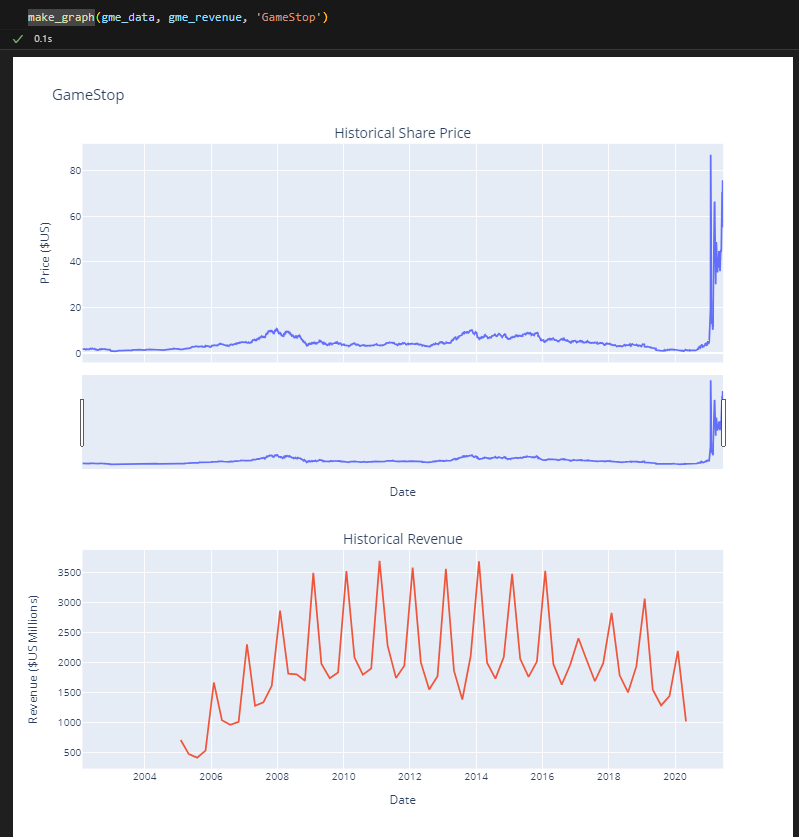 make_graph(gme_data, gme_revenue, 'GameStop')
0.1s
GameStop
Historical Share Price
80
60
40
20
0
Price ($US)
Date
Historical Revenue
3500
3000
2500
2000
1500
1000
500
Revenue ($US Millions)
2004 2006 2008 2010 2012 2014 2016 2018 2020
Date